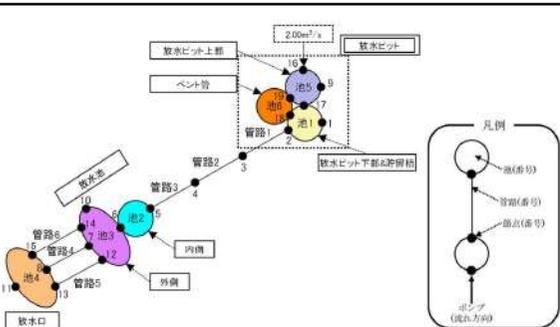 2.00m³/s
放水ピット
放水ピット上部
16
池5
9
ベント管
19
池6
17
18
池1
1
管路1
2
放水ピット下部&貯留槽
3
管路2
4
管路3
5
放水池
10
6
池2
14
池3
7
内側
12
外側
管路6
15
管路4
8
池4
管路5
11
13
放水口
凡例
池(番号)
管路(番号)
節点(番号)
ポンプ
(流れ方向)